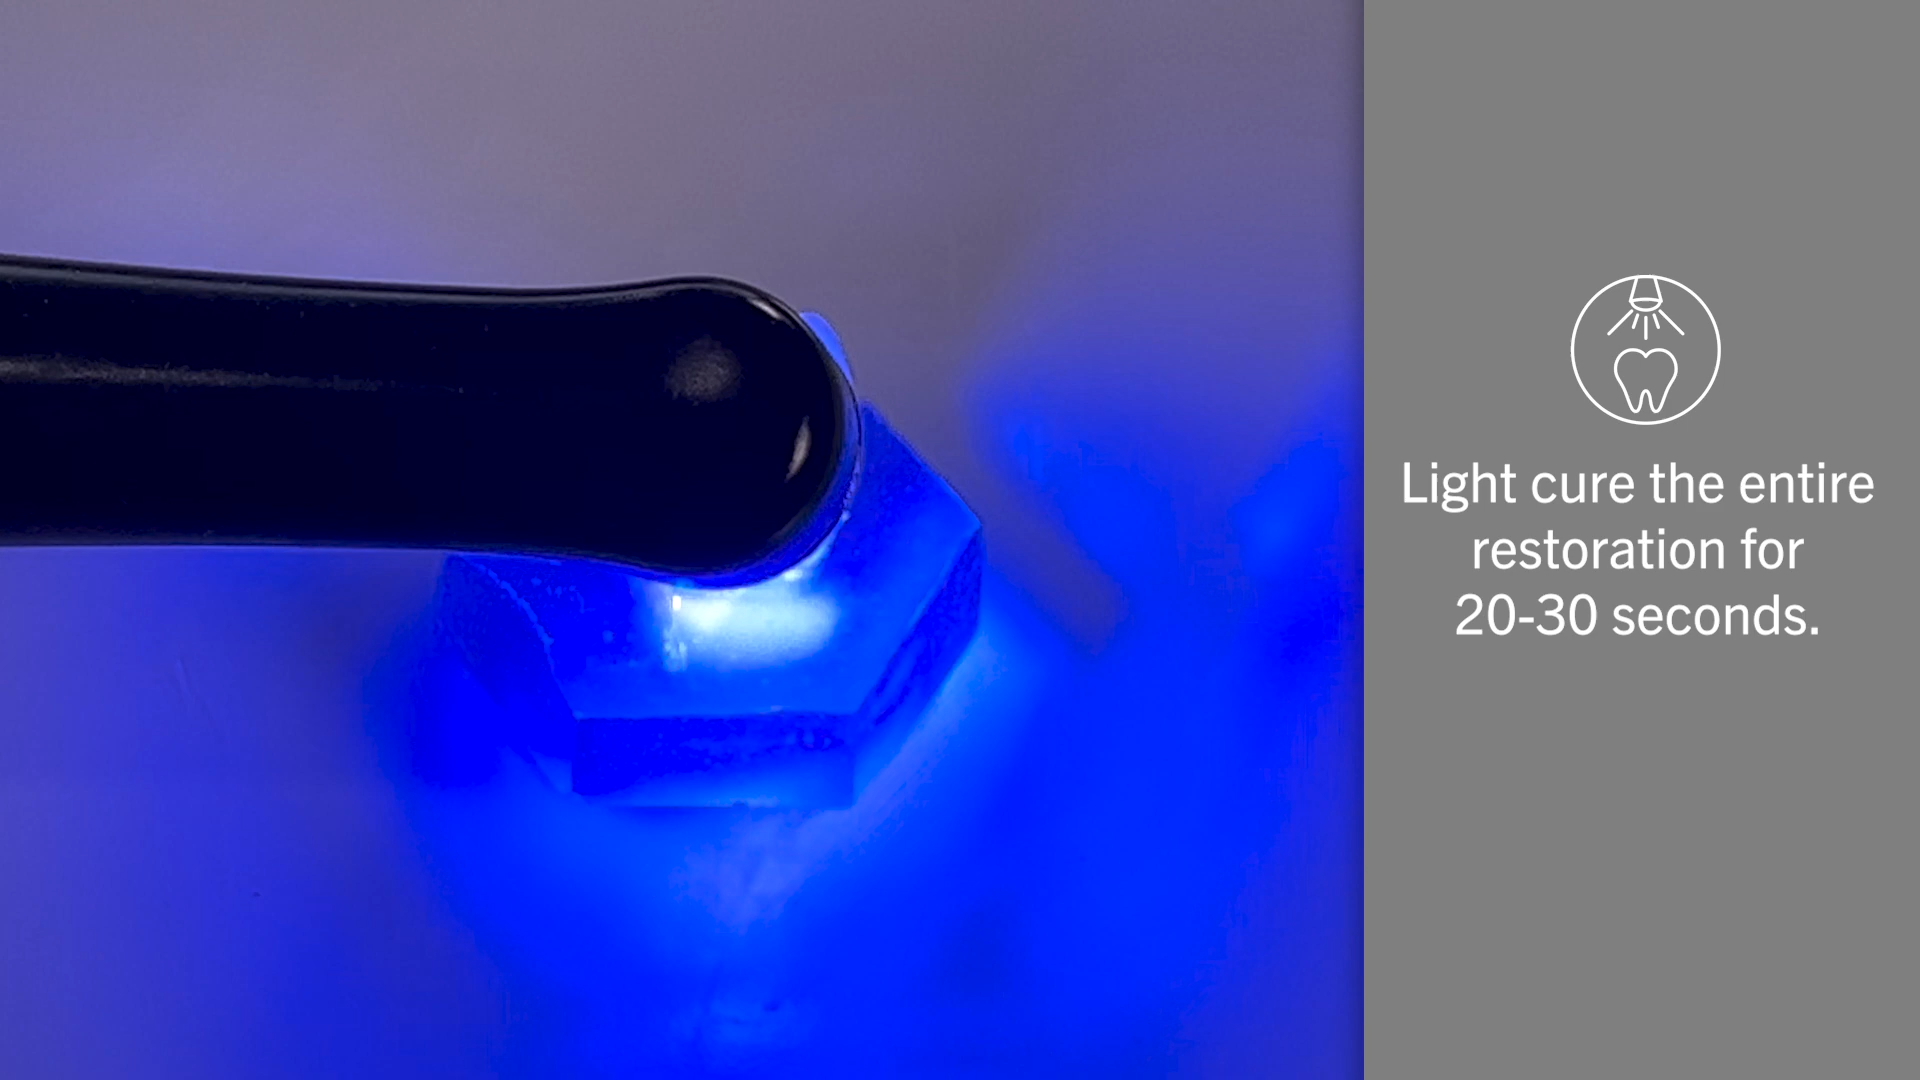 Light cure the entire
restoration for
20-30 seconds.